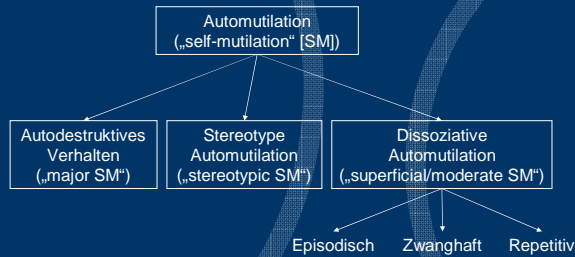 Automutilation
(„self-mutilation“ [SM])
Autodestruktives
Verhalten
(„major SM“)
Stereotype
Automutilation
(„stereotypic SM“)
Dissoziative
Automutilation
(„superficial/moderate SM“)
Episodisch
Zwanghaft
Repetitiv